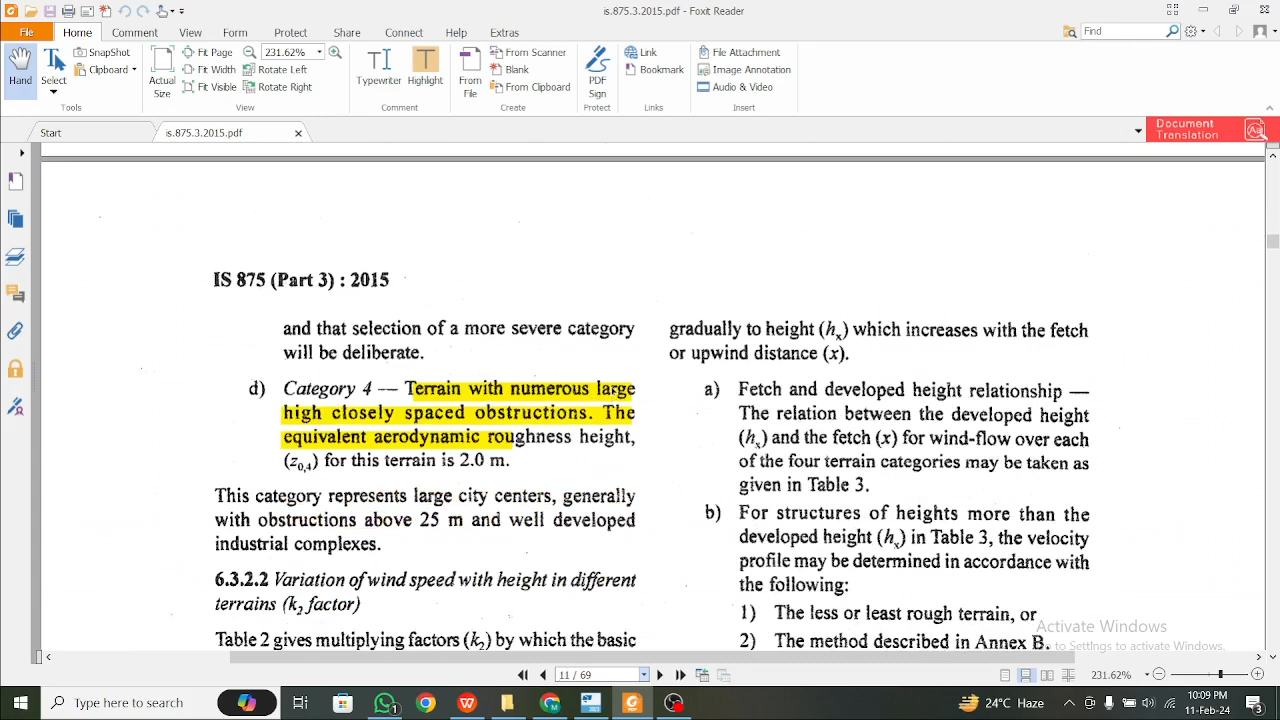 is.875.3.2015.pdf - Foxit Reader
File Home Comment View Form Protect Share Connect Help Extras
Find
Hand
Select
SnapShot
Clipboard
Tools
Actual
Size
Fit Page
Fit Width
Fit Visible
231.62%
Rotate Left
Rotate Right
View
Typewriter
Highlight
Comment
From
File
From Scanner
Blank
From Clipboard
Create
PDF
Sign
Protect
Link
Bookmark
Links
File Attachment
Image Annotation
Audio & Video
Insert
Start
is.875.3.2015.pdf
Document
Translation
IS 875 (Part 3) : 2015
and that selection of a more severe category
will be deliberate.
d) Category 4 — Terrain with numerous large
high closely spaced obstructions. The
equivalent aerodynamic roughness height,
(z0,4) for this terrain is 2.0 m.
This category represents large city centers, generally
with obstructions above 25 m and well developed
industrial complexes.
6.3.2.2 Variation of wind speed with height in different
terrains (k2 factor)
Table 2 gives multiplying factors (k2) by which the basic
gradually to height (hx) which increases with the fetch
or upwind distance (x).
a) Fetch and developed height relationship —
The relation between the developed height
(hx) and the fetch (x) for wind-flow over each
of the four terrain categories may be taken as
given in Table 3.
b) For structures of heights more than the
developed height (hx) in Table 3, the velocity
profile may be determined in accordance with
the following:
1) The less or least rough terrain, or
2) The method described in Annex B.
Activate Windows
Go to Settings to activate Windows.
11 / 69
231.62%
Type here to search
1
24°C Haze
10:09 PM
11-Feb-24
3